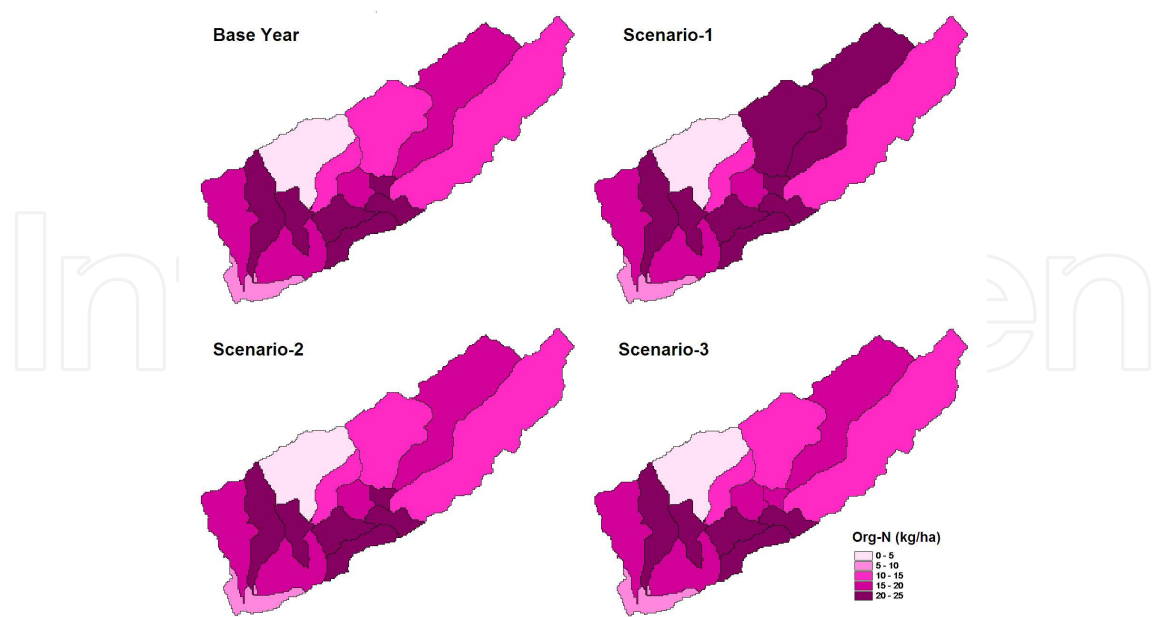 Base Year
Scenario-1
Scenario-2
Scenario-3
Org-N (kg/ha)
0 - 5
5 - 10
10 - 15
15 - 20
20 - 25